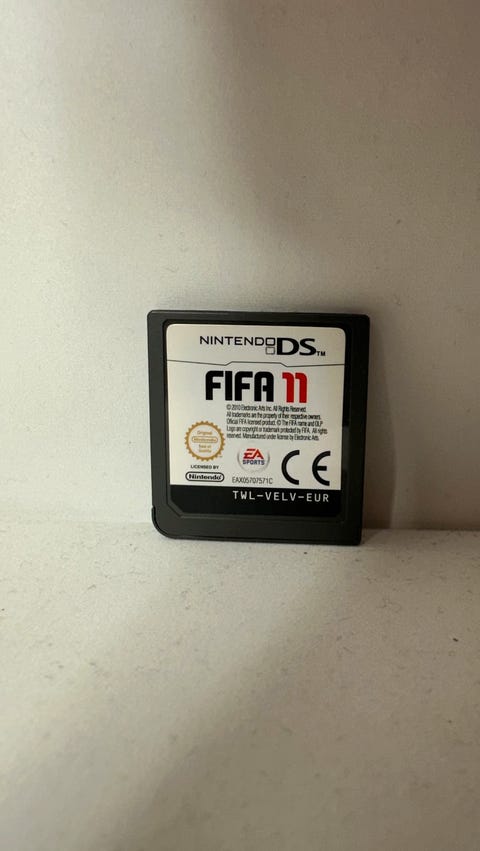 NINTENDO DS™
FIFA 11
© 2010 Electronic Arts Inc. All Rights Reserved.
All trademarks are the property of their respective owners.
Official FIFA licensed product. © The FIFA name and OLP
Logo are copyright or trademark protected by FIFA. All rights
reserved. Manufactured under license by Electronic Arts.
Original
Nintendo
Seal of
Quality
EA
SPORTS
CE
LICENSED BY
Nintendo
EAX05707571C
TWL-VELV-EUR